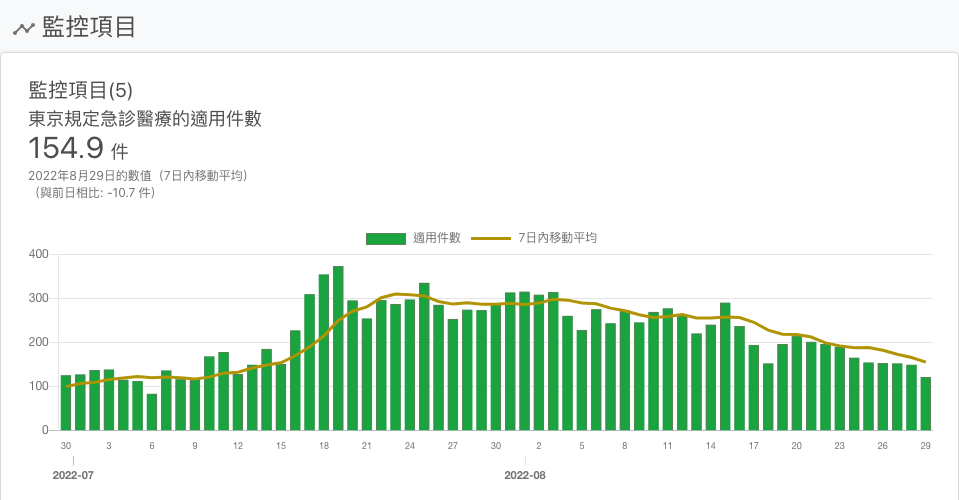 監控項目
監控項目(5)
東京規定急診醫療的適用件數
154.9 件
2022年8月29日的數值（7日內移動平均）
（與前日相比: -10.7 件）
適用件數 7日內移動平均
400
300
200
100
0
30 3 6 9 12 15 18 21 24 27 30 2 5 8 11 14 17 20 23 26 29
2022-07 2022-08